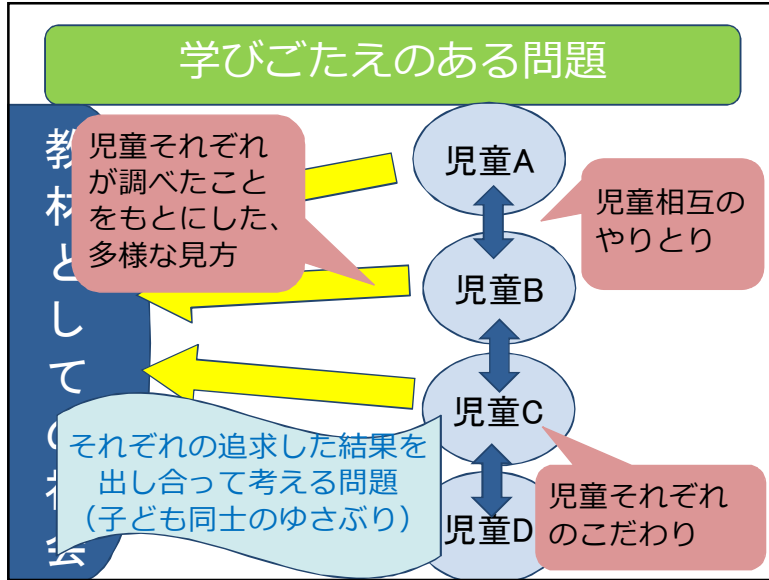 学びごたえのある問題
教材としての社会
児童それぞれ
が調べたこと
をもとにした、
多様な見方
児童A
児童相互の
やりとり
児童B
児童C
それぞれの追求した結果を
出し合って考える問題
（子ども同士のゆさぶり）
児童D
児童それぞれ
のこだわり